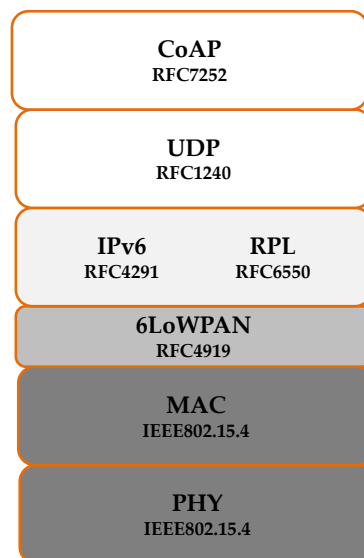 CoAP
RFC7252
UDP
RFC1240
IPv6 RPL
RFC4291 RFC6550
6LoWPAN
RFC4919
MAC
IEEE802.15.4
PHY
IEEE802.15.4